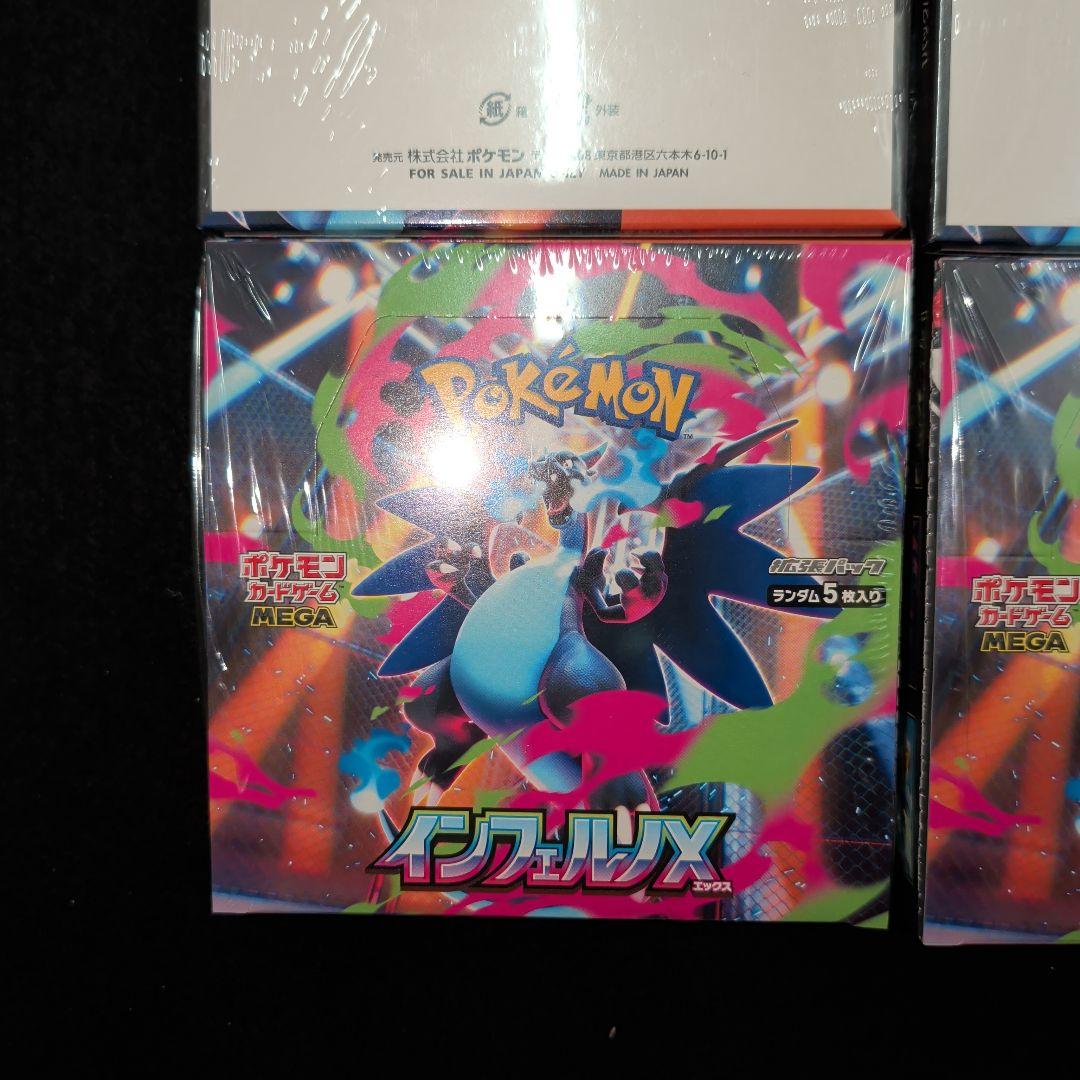 紙 箱 外装
発売元 株式会社ポケモン 東京都港区六本木6-10-1
FOR SALE IN JAPAN ONLY MADE IN JAPAN
POKéMON
TM
ポケモン
カードゲーム
MEGA
拡張パック
ランダム5枚入り
インフェルノX
エックス
ポケモン
カードゲーム
MEGA